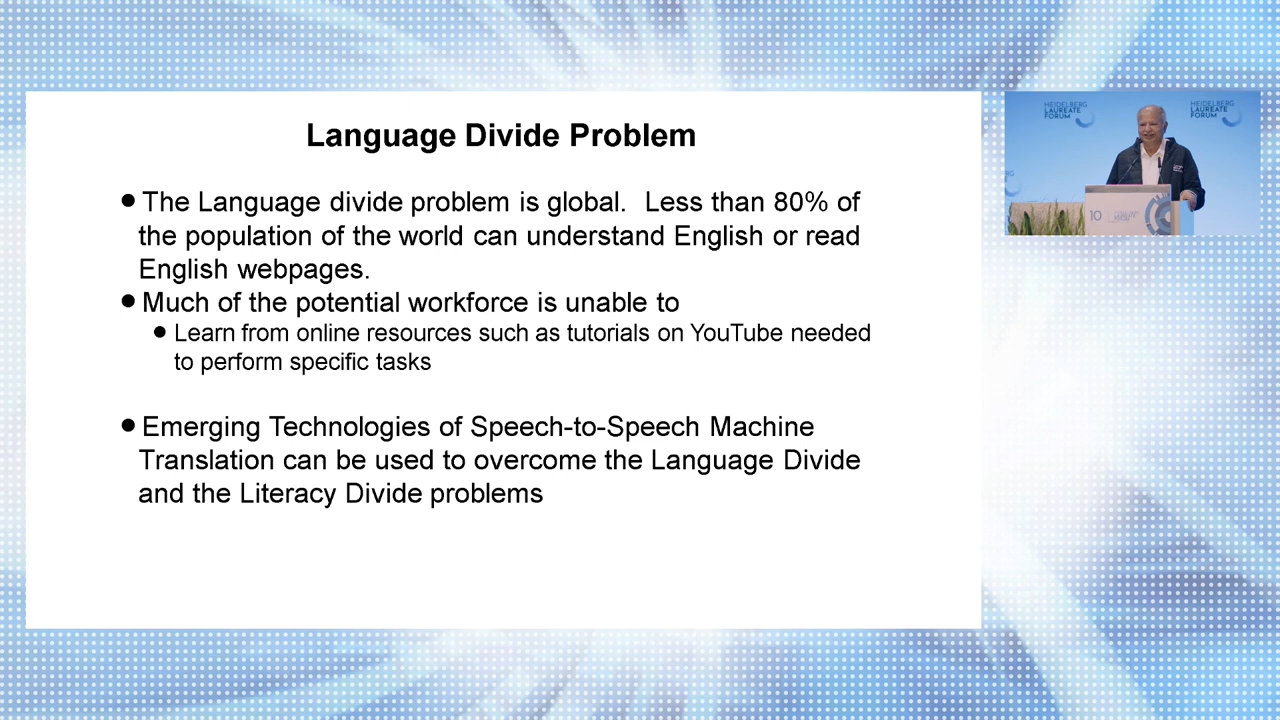 Language Divide Problem
● The Language divide problem is global. Less than 80% of
the population of the world can understand English or read
English webpages.
● Much of the potential workforce is unable to
● Learn from online resources such as tutorials on YouTube needed
to perform specific tasks
● Emerging Technologies of Speech-to-Speech Machine
Translation can be used to overcome the Language Divide
and the Literacy Divide problems
HEIDELBERG
LAUREATE
FORUM
HEIDELBERG
LAUREATE
FORUM
10